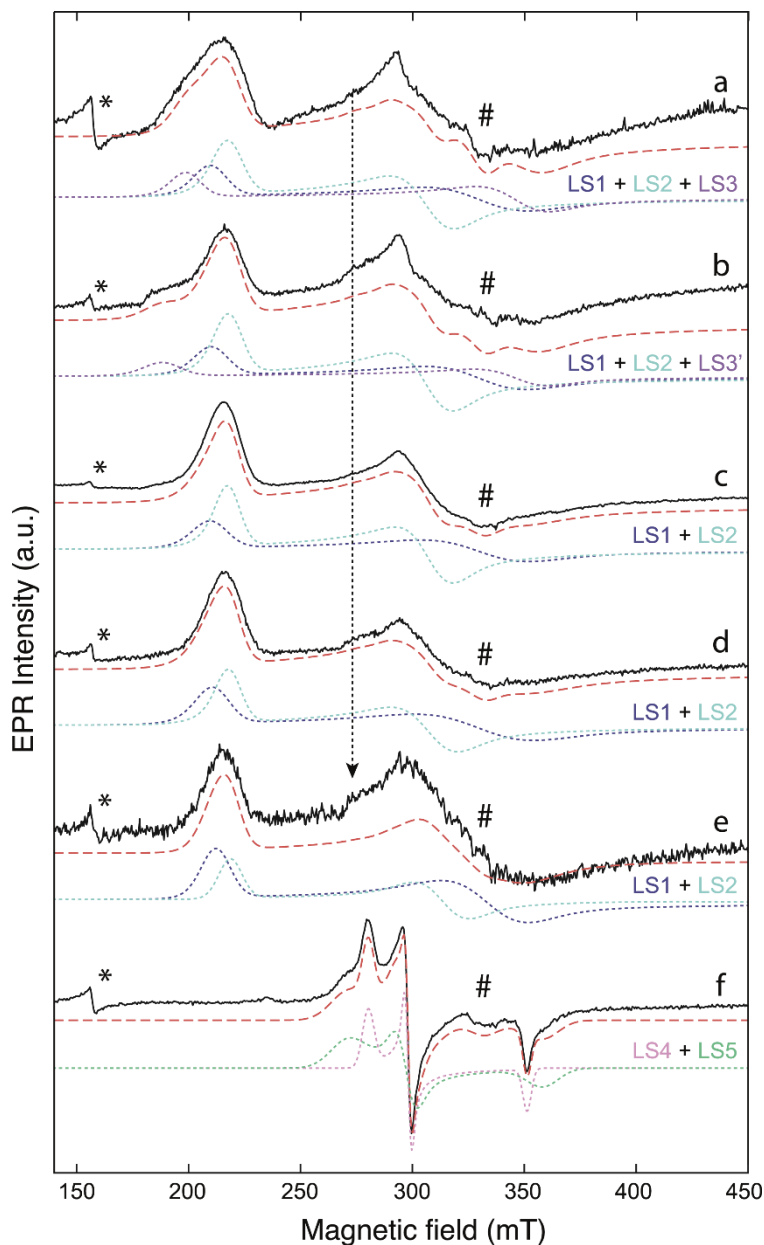 * # a
LS1 + LS2 + LS3
* # b
LS1 + LS2 + LS3'
* # c
LS1 + LS2
* # d
LS1 + LS2
* # e
LS1 + LS2
* # f
LS4 + LS5
EPR Intensity (a.u.)
150 200 250 300 350 400 450
Magnetic field (mT)